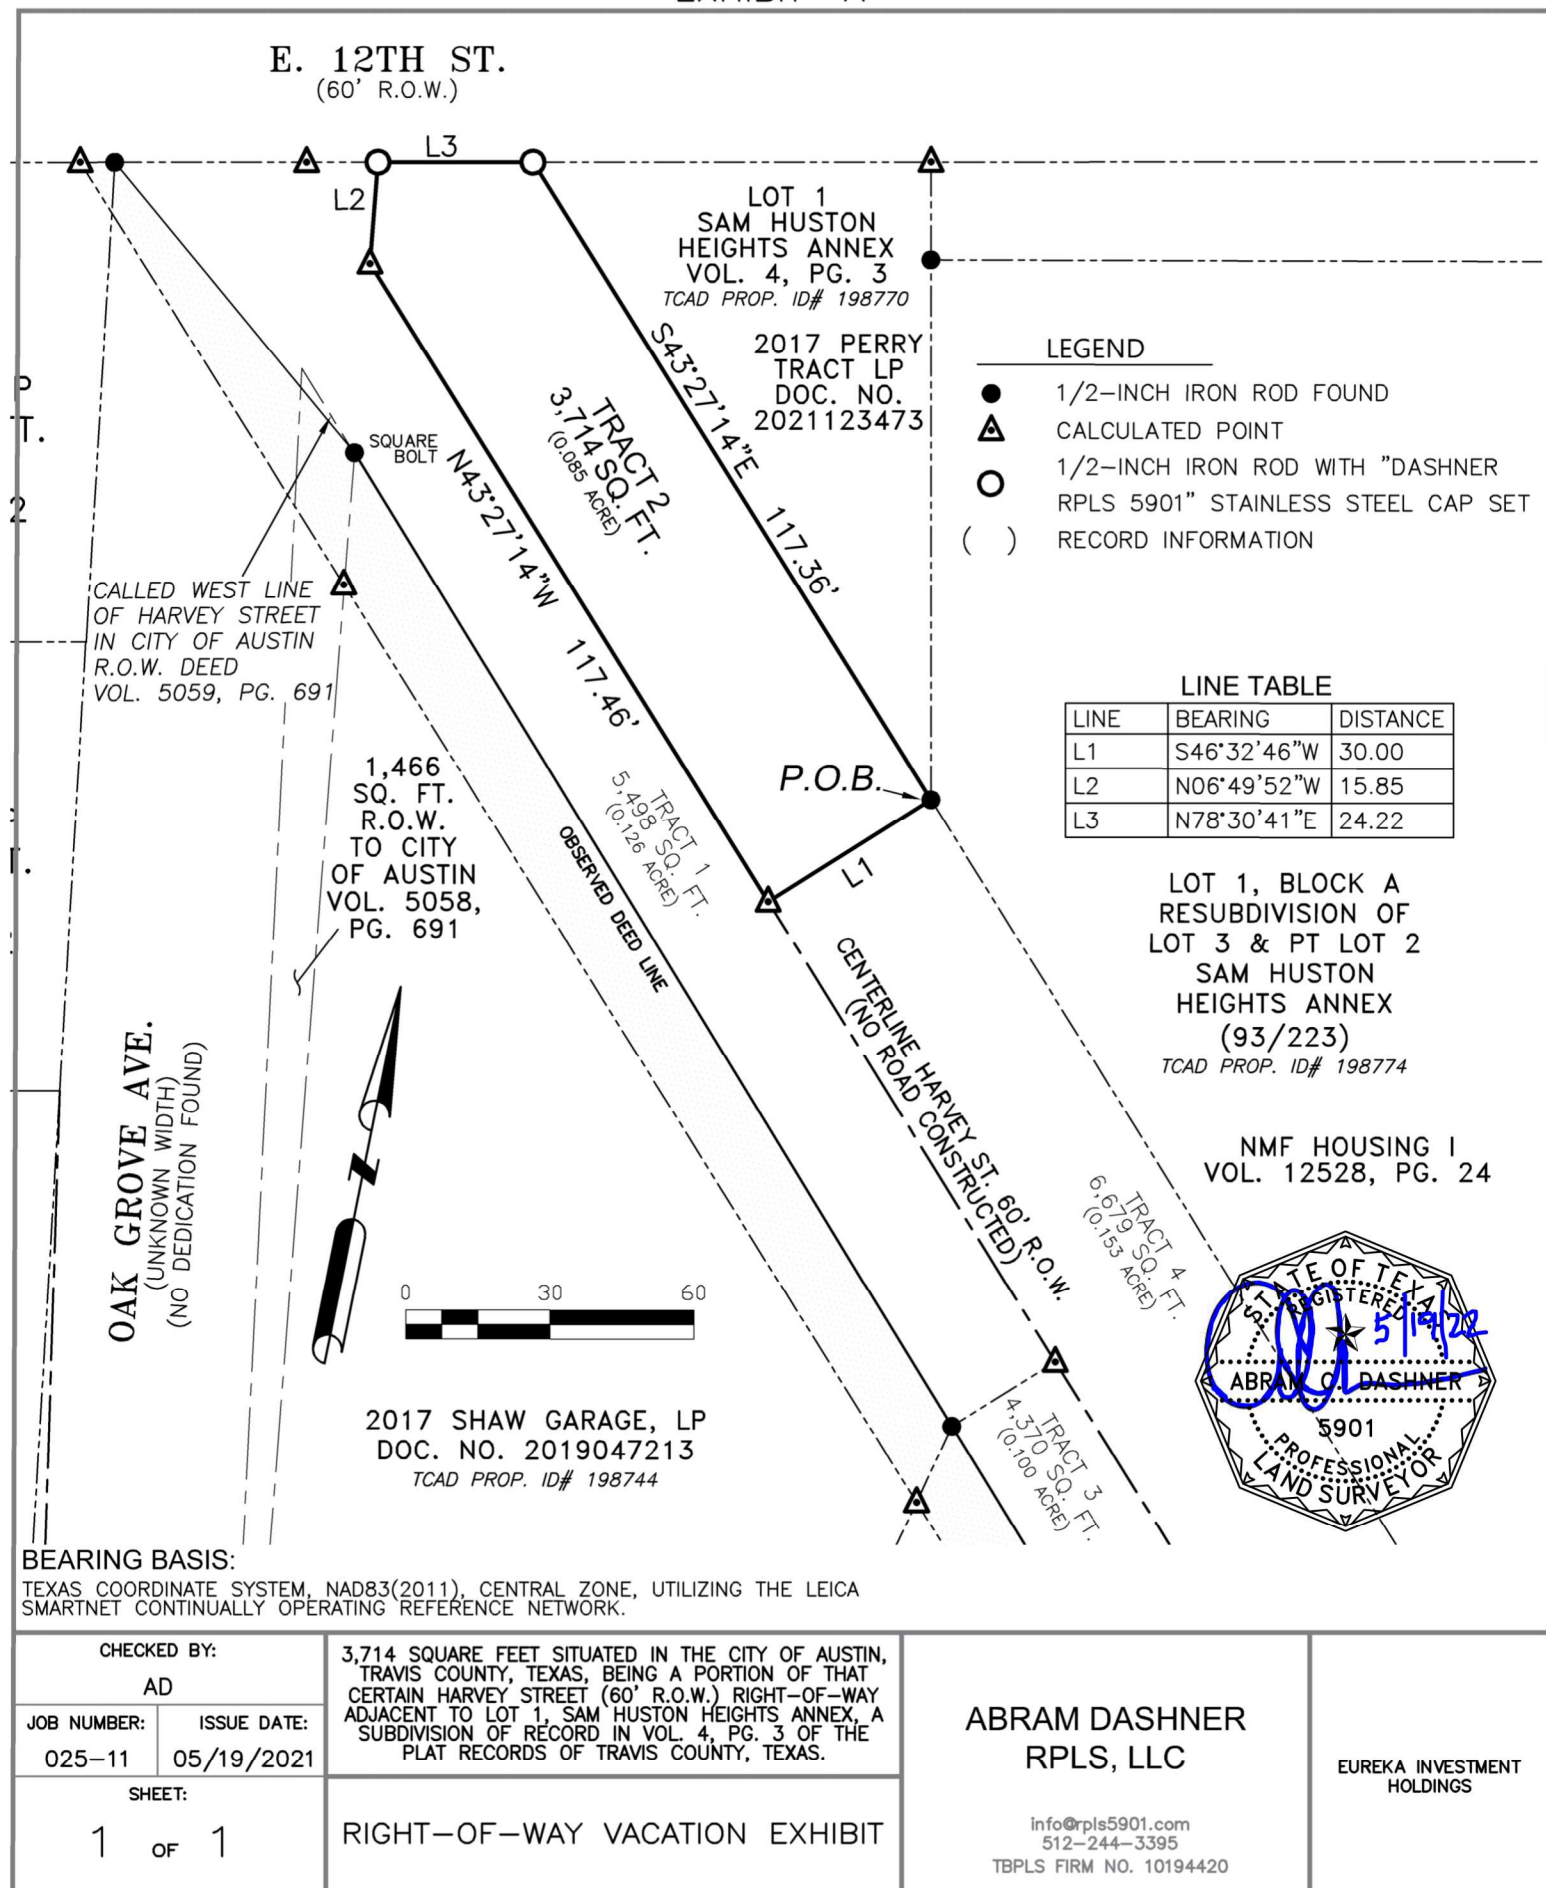 E. 12TH ST.
(60' R.O.W.)
L3
L2
LOT 1
SAM HUSTON
HEIGHTS ANNEX
VOL. 4, PG. 3
TCAD PROP. ID# 198770
2017 PERRY
TRACT LP
DOC. NO.
2021123473
S43°27'14"E 117.36'
TRACT 2
3,714 SQ. FT.
(0.085 ACRE)
N43°27'14"W 117.46'
SQUARE
BOLT
LEGEND
1/2-INCH IRON ROD FOUND
CALCULATED POINT
1/2-INCH IRON ROD WITH "DASHNER
RPLS 5901" STAINLESS STEEL CAP SET
( ) RECORD INFORMATION
P
T.
2
CALLED WEST LINE
OF HARVEY STREET
IN CITY OF AUSTIN
R.O.W. DEED
VOL. 5059, PG. 691
LINE TABLE
LINE BEARING DISTANCE
L1 S46°32'46"W 30.00
L2 N06°49'52"W 15.85
L3 N78°30'41"E 24.22
P.O.B.
L1
1,466
SQ. FT.
R.O.W.
TO CITY
OF AUSTIN
VOL. 5058,
PG. 691
TRACT 1
5,498 SQ. FT.
(0.126 ACRE)
OBSERVED DEED LINE
LOT 1, BLOCK A
RESUBDIVISION OF
LOT 3 & PT LOT 2
SAM HUSTON
HEIGHTS ANNEX
(93/223)
TCAD PROP. ID# 198774
CENTERLINE HARVEY ST. 60' R.O.W.
(NO ROAD CONSTRUCTED)
NMF HOUSING I
VOL. 12528, PG. 24
OAK GROVE AVE.
(UNKNOWN WIDTH)
(NO DEDICATION FOUND)
TRACT 4
6,679 SQ. FT.
(0.153 ACRE)
0 30 60
STATE OF TEXAS
REGISTERED
5/19/22
ABRAM C. DASHNER
5901
PROFESSIONAL
LAND SURVEYOR
TRACT 3
4,370 SQ. FT.
(0.100 ACRE)
2017 SHAW GARAGE, LP
DOC. NO. 2019047213
TCAD PROP. ID# 198744
BEARING BASIS:
TEXAS COORDINATE SYSTEM, NAD83(2011), CENTRAL ZONE, UTILIZING THE LEICA
SMARTNET CONTINUALLY OPERATING REFERENCE NETWORK.
CHECKED BY:
AD
JOB NUMBER: ISSUE DATE:
025-11 05/19/2021
SHEET:
1 OF 1
3,714 SQUARE FEET SITUATED IN THE CITY OF AUSTIN,
TRAVIS COUNTY, TEXAS, BEING A PORTION OF THAT
CERTAIN HARVEY STREET (60' R.O.W.) RIGHT-OF-WAY
ADJACENT TO LOT 1, SAM HUSTON HEIGHTS ANNEX, A
SUBDIVISION OF RECORD IN VOL. 4, PG. 3 OF THE
PLAT RECORDS OF TRAVIS COUNTY, TEXAS.
RIGHT-OF-WAY VACATION EXHIBIT
ABRAM DASHNER
RPLS, LLC
info@rpls5901.com
512-244-3395
TBPLS FIRM NO. 10194420
EUREKA INVESTMENT
HOLDINGS